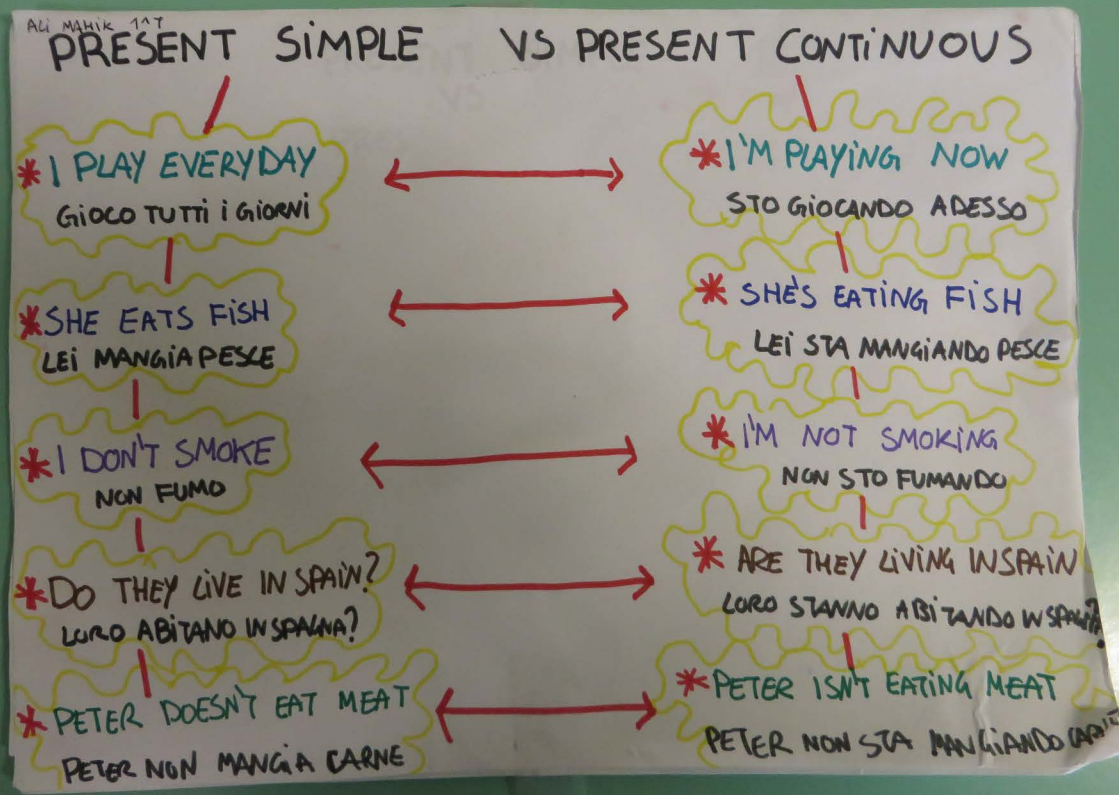 ALI MAHIK 1^T
PRESENT SIMPLE VS PRESENT CONTINUOUS
* I PLAY EVERYDAY
GIOCO TUTTI I GIORNI
* I'M PLAYING NOW
STO GIOCANDO ADESSO
* SHE EATS FISH
LEI MANGIA PESCE
* SHE'S EATING FISH
LEI STA MANGIANDO PESCE
* I DON'T SMOKE
NON FUMO
* I'M NOT SMOKING
NON STO FUMANDO
* DO THEY LIVE IN SPAIN?
LORO ABITANO IN SPAGNA?
* ARE THEY LIVING IN SPAIN
LORO STANNO ABITANDO IN SPAGNA?
* PETER DOESN'T EAT MEAT
PETER NON MANGIA CARNE
* PETER ISN'T EATING MEAT
PETER NON STA MANGIANDO CARNE